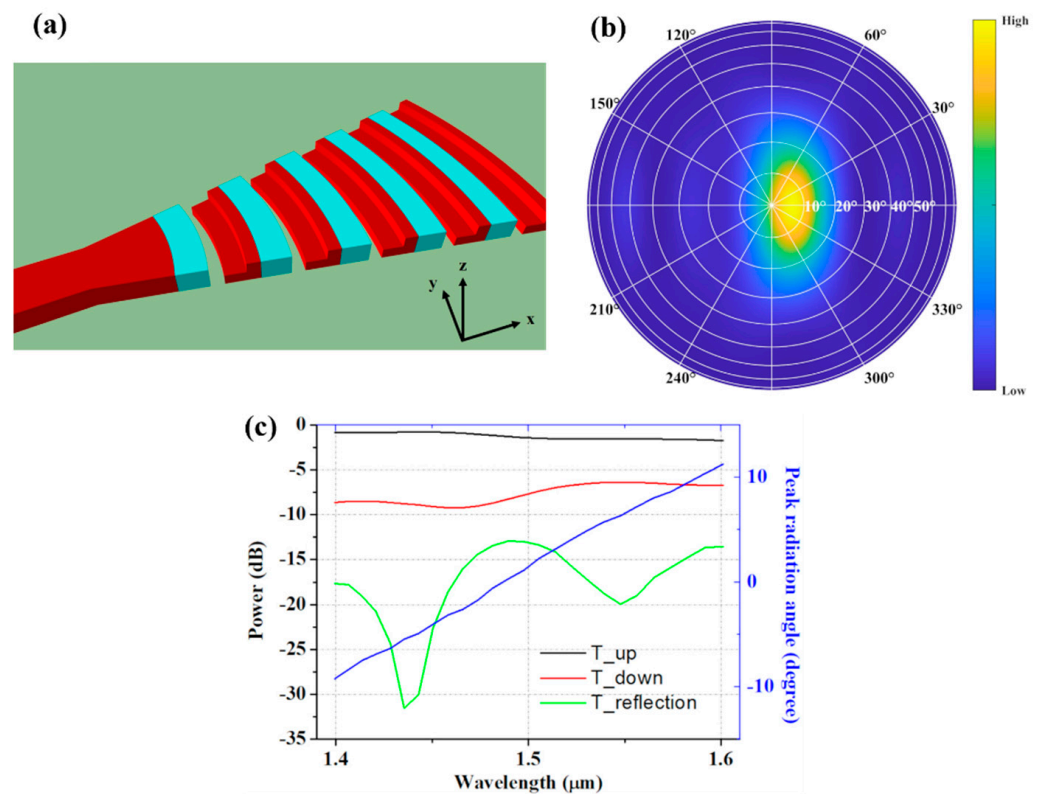 (a)
z
y
x
(b)
120°
60°
150°
30°
10° 20° 30° 40° 50°
210°
330°
240°
300°
High
Low
(c)
0
-5
-10
-15
-20
-25
-30
-35
Power (dB)
10
0
-10
Peak radiation angle (degree)
T_up
T_down
T_reflection
1.4
1.5
1.6
Wavelength (μm)